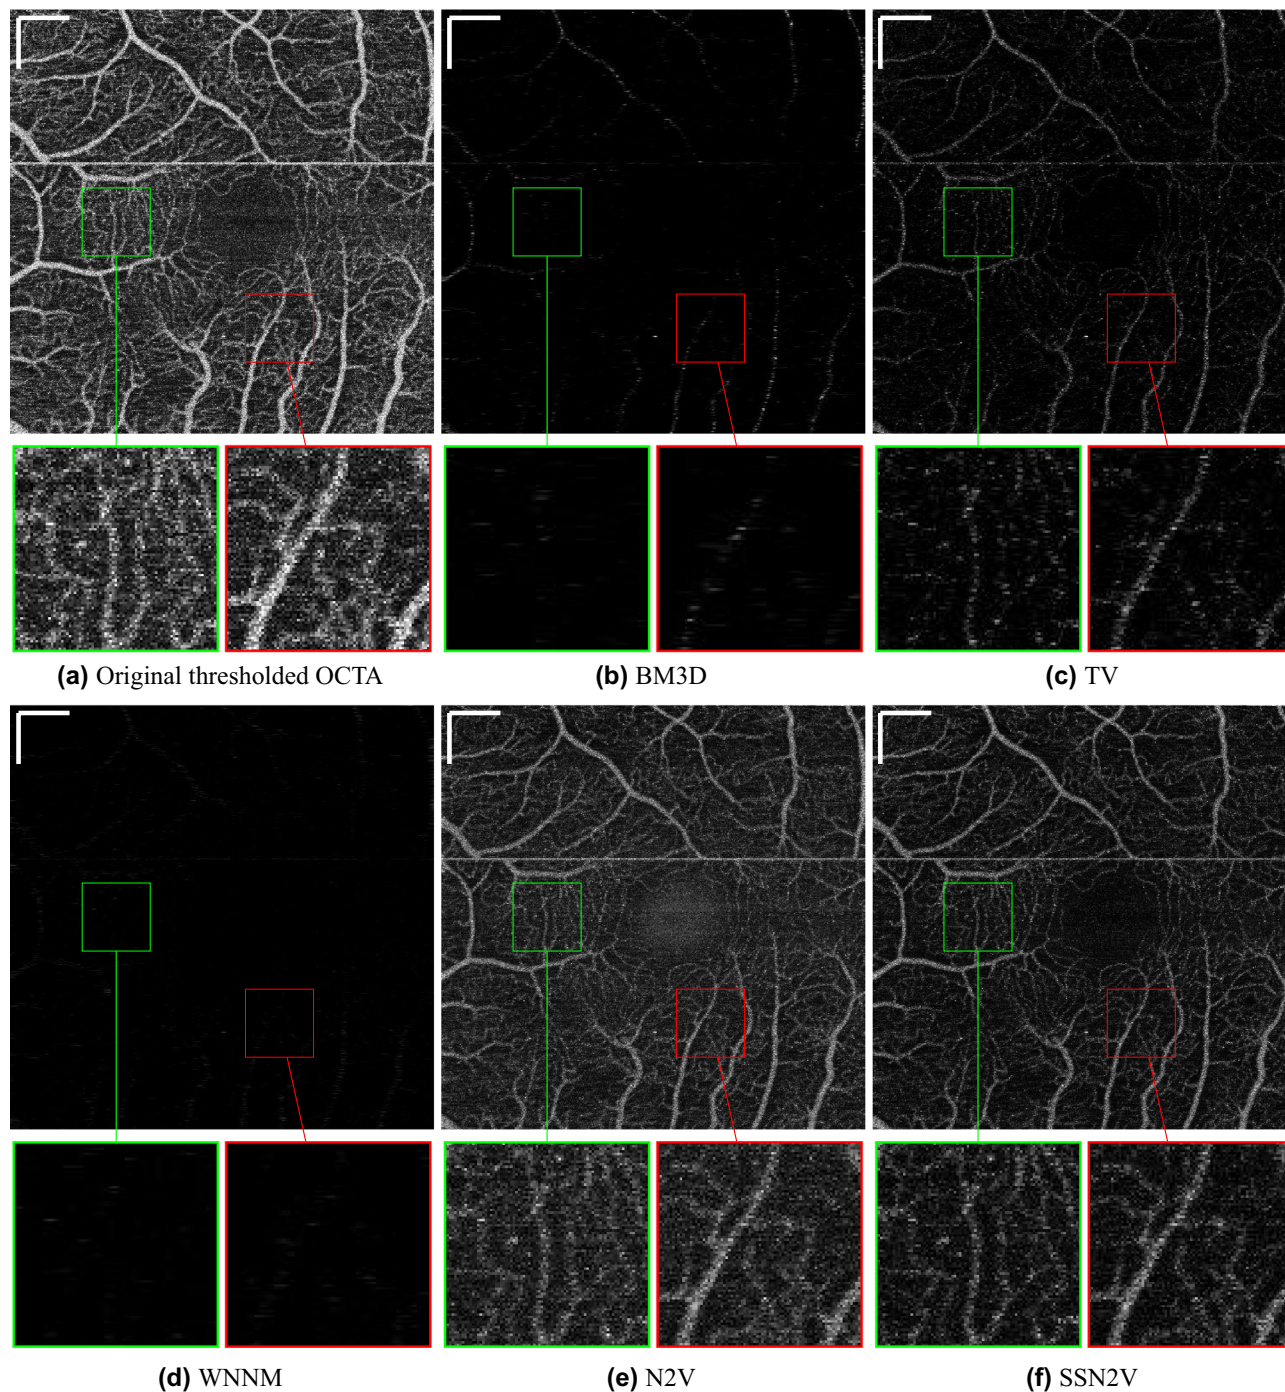 (a) Original thresholded OCTA
(b) BM3D
(c) TV
(d) WNNM
(e) N2V
(f) SSN2V